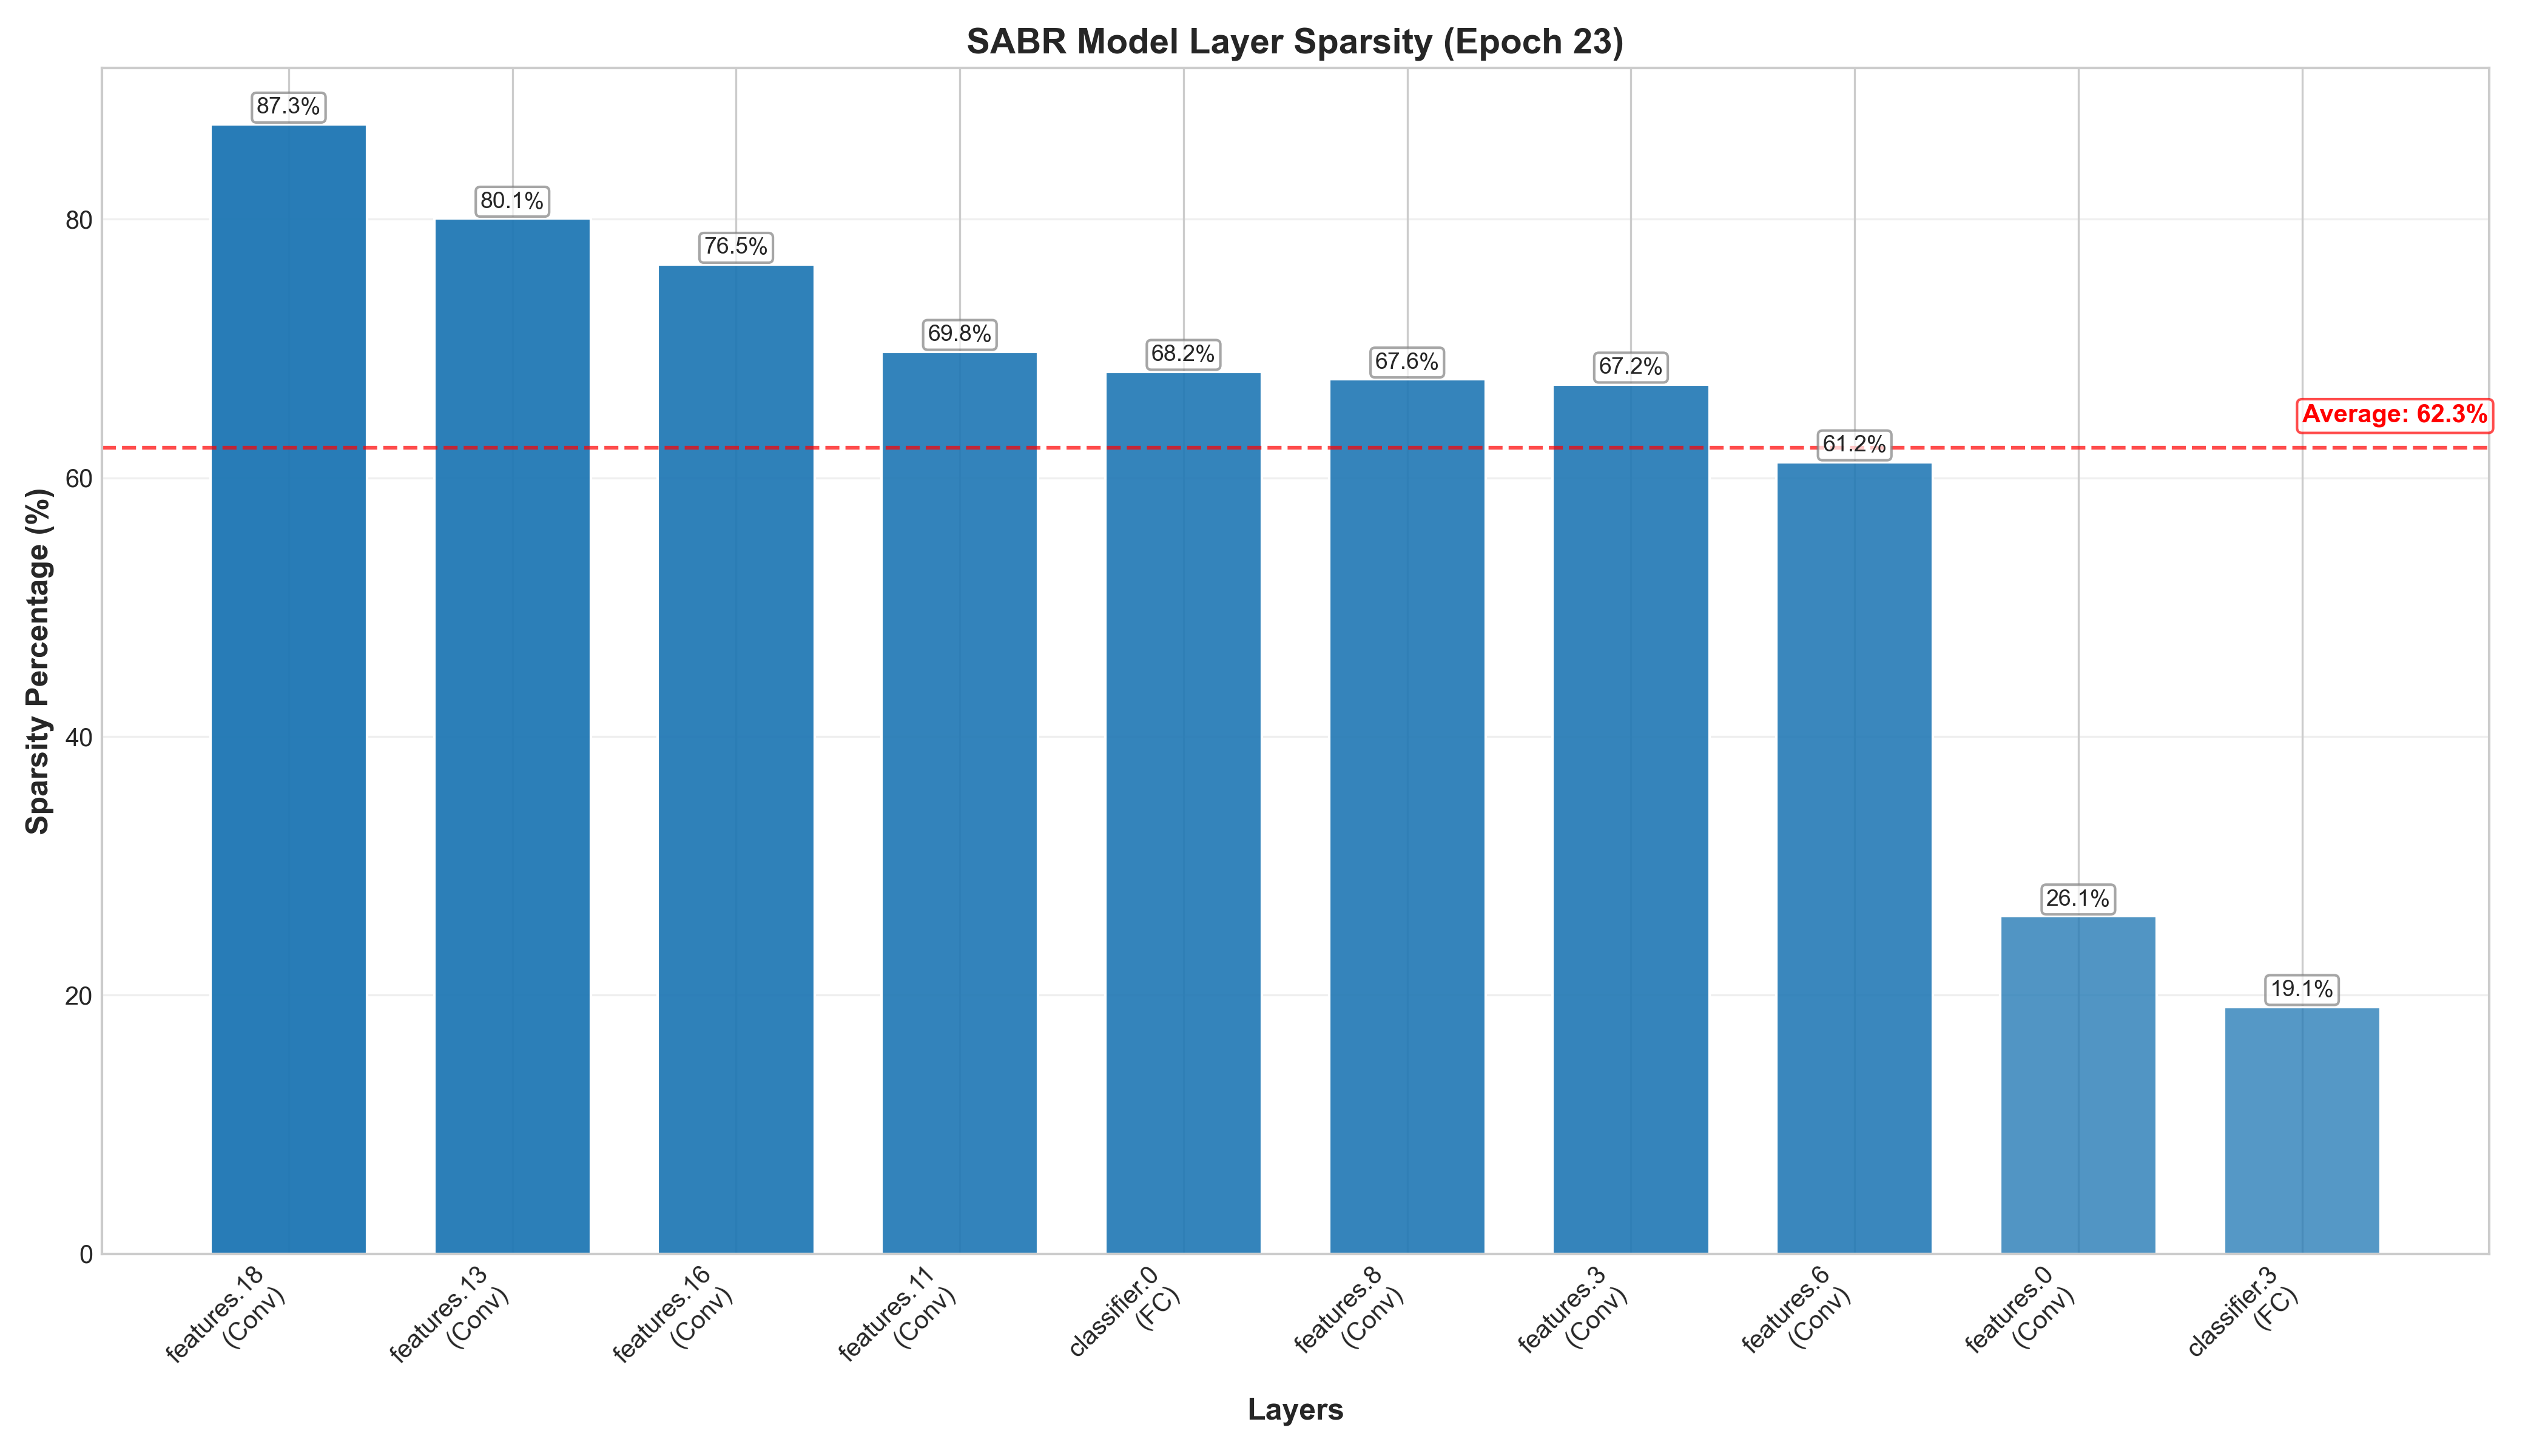 SABR Model Layer Sparsity (Epoch 23)
Sparsity Percentage (%)
80
60
40
20
0
87.3%
80.1%
76.5%
69.8%
68.2%
67.6%
67.2%
61.2%
26.1%
19.1%
Average: 62.3%
features.18
(Conv)
features.13
(Conv)
features.16
(Conv)
features.11
(Conv)
classifier.0
(FC)
features.8
(Conv)
features.3
(Conv)
features.6
(Conv)
features.0
(Conv)
classifier.3
(FC)
Layers